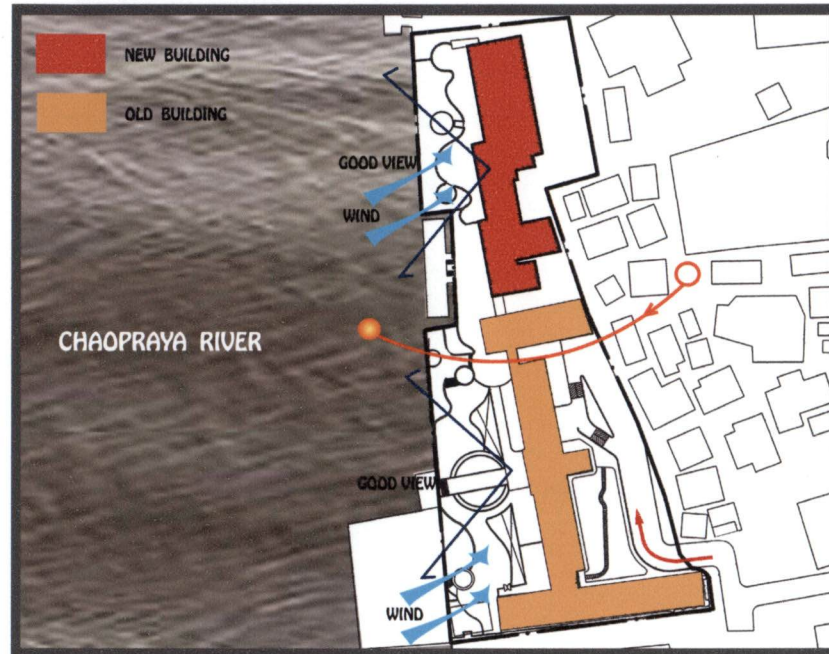 NEW BUILDING
OLD BUILDING
GOOD VIEW
WIND
CHAOPRAYA RIVER
GOOD VIEW
WIND